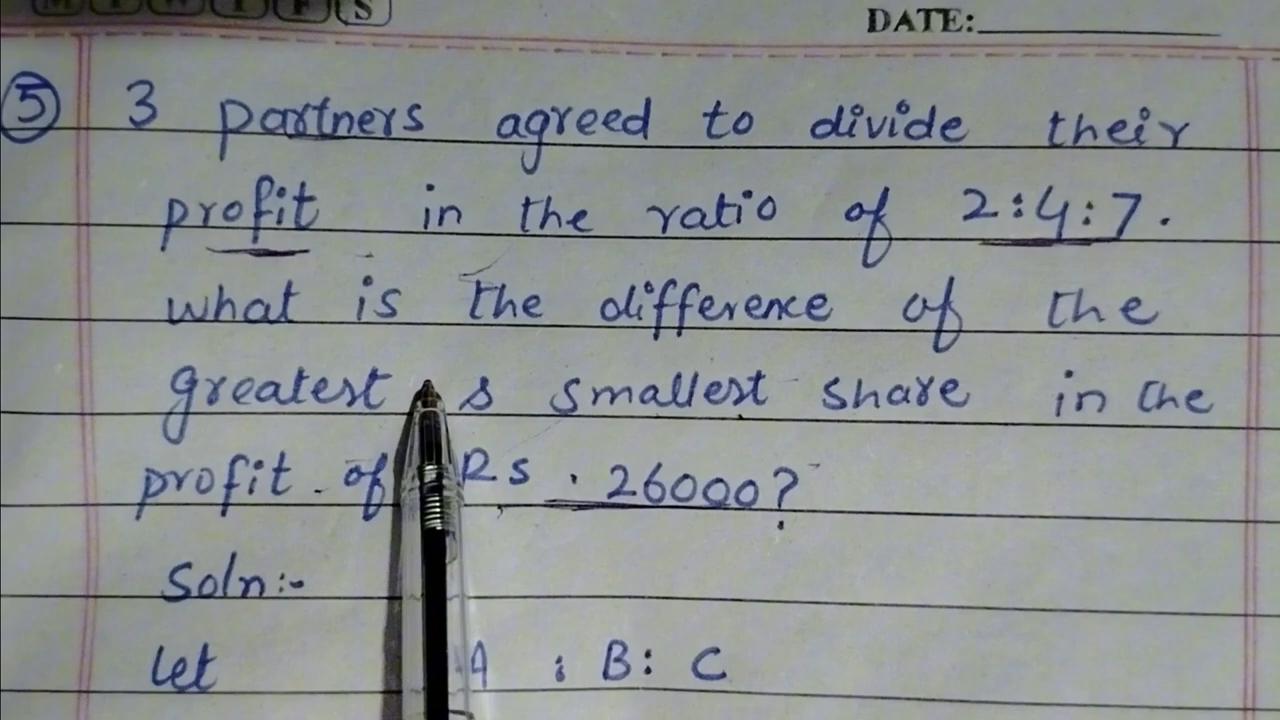 S
DATE:
5 3 partners agreed to divide their
profit in the ratio of 2:4:7.
what is the difference of the
greatest & smallest share in the
profit of Rs. 26000?
Soln:-
let A : B : C